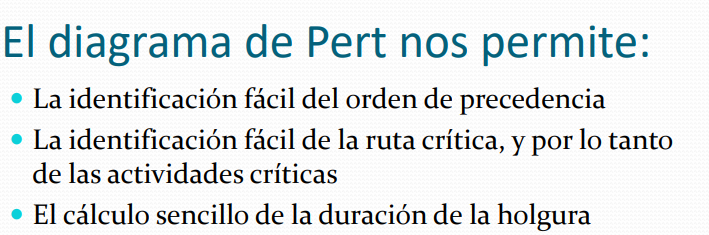 El diagrama de Pert nos permite:
• La identificación fácil del orden de precedencia
• La identificación fácil de la ruta crítica, y por lo tanto
de las actividades críticas
• El cálculo sencillo de la duración de la holgura